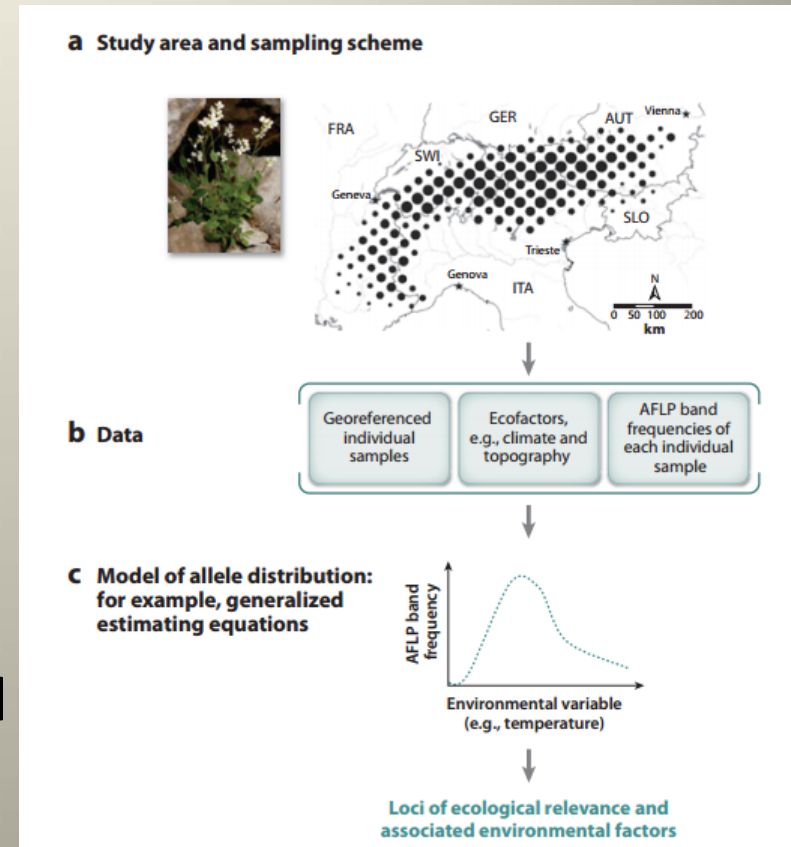 a Study area and sampling scheme
FRA
GER
AUT
Vienna
SWI
Geneva
SLO
Trieste
Genova
ITA
N
0 50 100 200
km
b Data
Georeferenced
individual
samples
Ecofactors,
e.g., climate and
topography
AFLP band
frequencies of
each individual
sample
c Model of allele distribution:
for example, generalized
estimating equations
AFLP band
frequency
Environmental variable
(e.g., temperature)
Loci of ecological relevance and
associated environmental factors